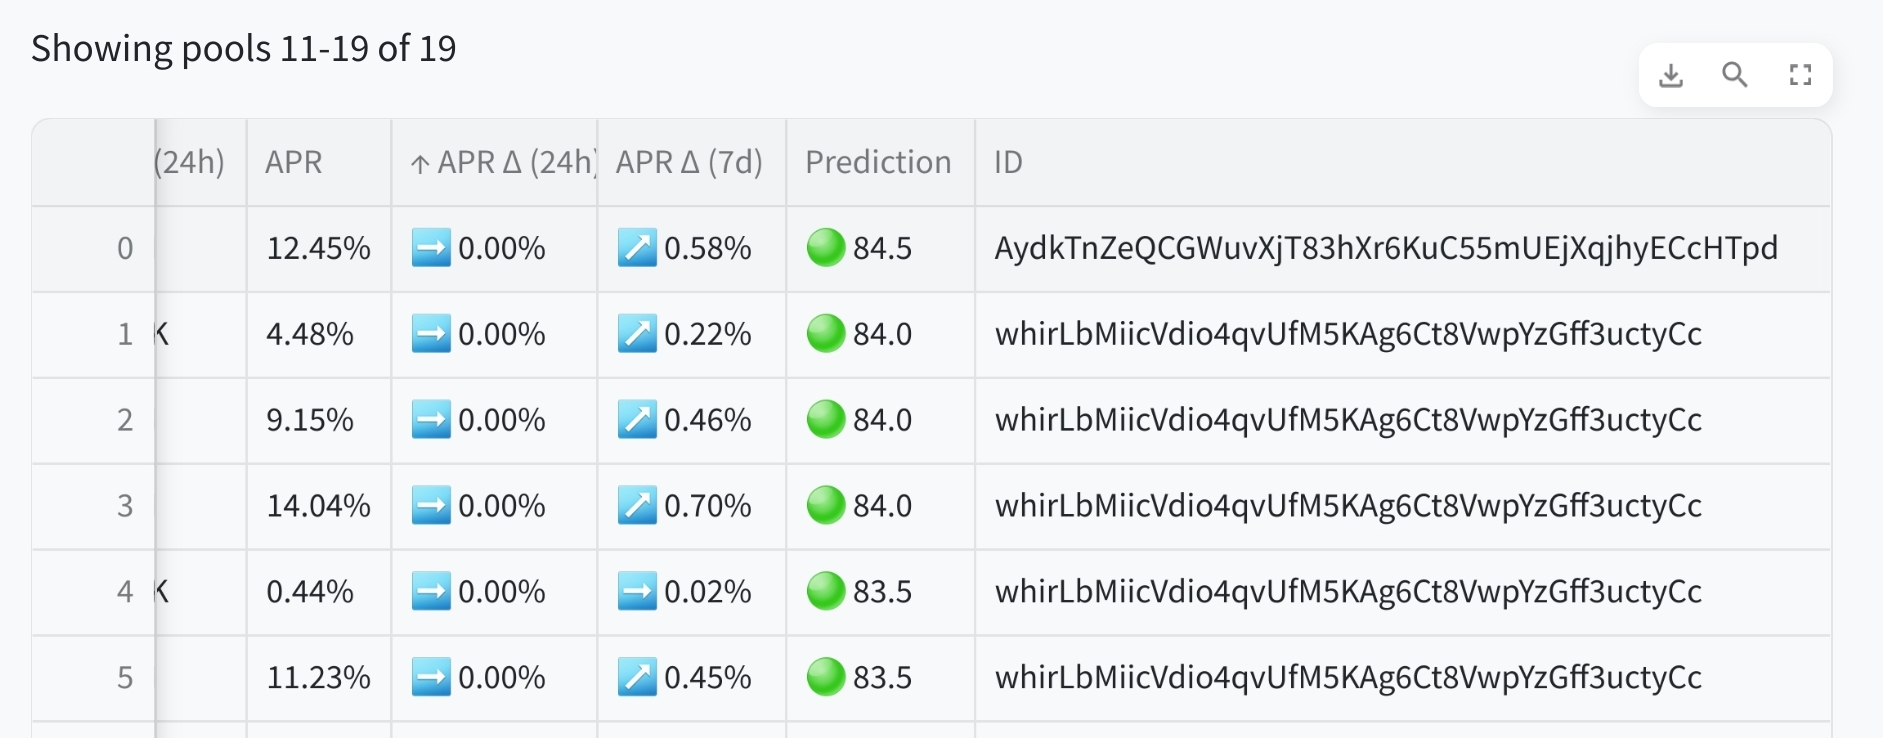 Showing pools 11-19 of 19
(24h) APR ↑ APR Δ (24h) APR Δ (7d) Prediction ID
0 12.45% ➡️ 0.00% ↗️ 0.58% 🟢 84.5 AydkTnZeQCGWuvXjT83hXr6KuC55mUEjXqjhyECcHTpd
1 K 4.48% ➡️ 0.00% ↗️ 0.22% 🟢 84.0 whirLbMiicVdio4qvUfM5KAg6Ct8VwpYzGff3uctyCc
2 9.15% ➡️ 0.00% ↗️ 0.46% 🟢 84.0 whirLbMiicVdio4qvUfM5KAg6Ct8VwpYzGff3uctyCc
3 14.04% ➡️ 0.00% ↗️ 0.70% 🟢 84.0 whirLbMiicVdio4qvUfM5KAg6Ct8VwpYzGff3uctyCc
4 K 0.44% ➡️ 0.00% ➡️ 0.02% 🟢 83.5 whirLbMiicVdio4qvUfM5KAg6Ct8VwpYzGff3uctyCc
5 11.23% ➡️ 0.00% ↗️ 0.45% 🟢 83.5 whirLbMiicVdio4qvUfM5KAg6Ct8VwpYzGff3uctyCc